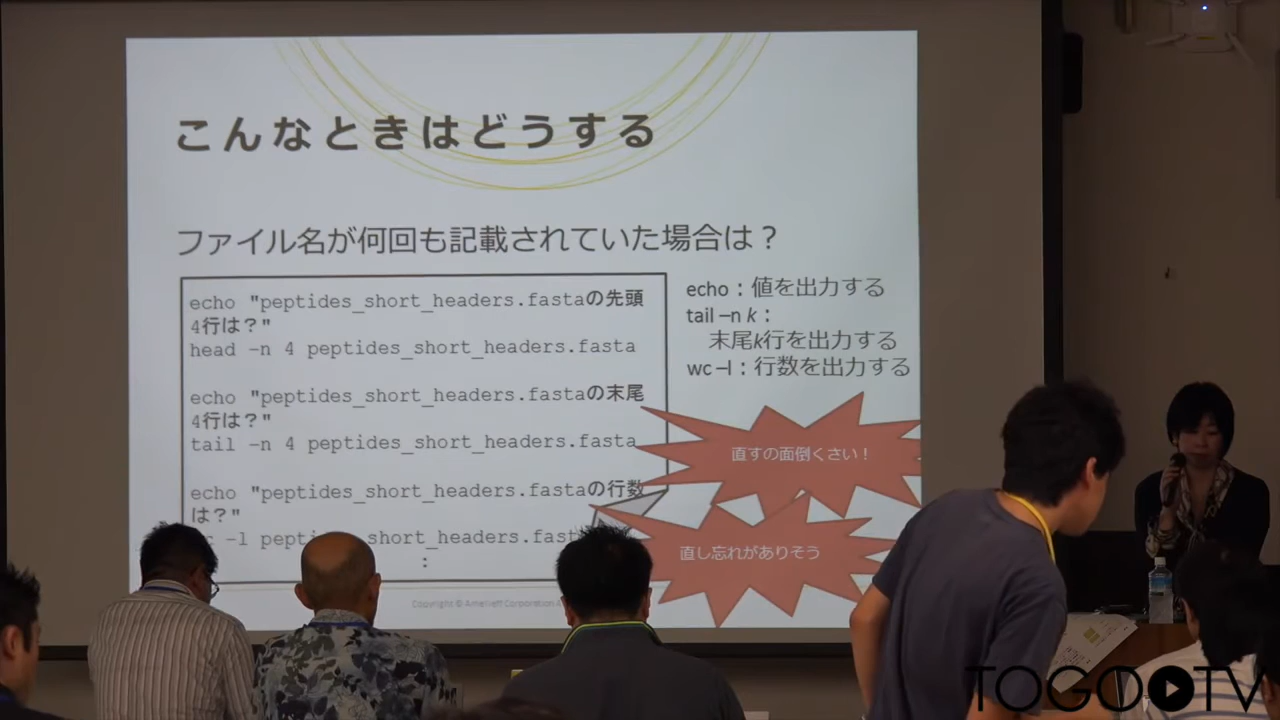 こんなときはどうする
ファイル名が何回も記載されていた場合は？
echo "peptides_short_headers.fastaの先頭
4行は？"
head -n 4 peptides_short_headers.fasta
echo "peptides_short_headers.fastaの末尾
4行は？"
tail -n 4 peptides_short_headers.fasta
echo "peptides_short_headers.fastaの行数
は？"
-l short_headers.
：
echo：値を出力する
tail –n k：
末尾k行を出力する
wc –l：行数を出力する
直すの面倒くさい！
直し忘れがありそう
Copyright © Amelieff Corporation
TOGOTV